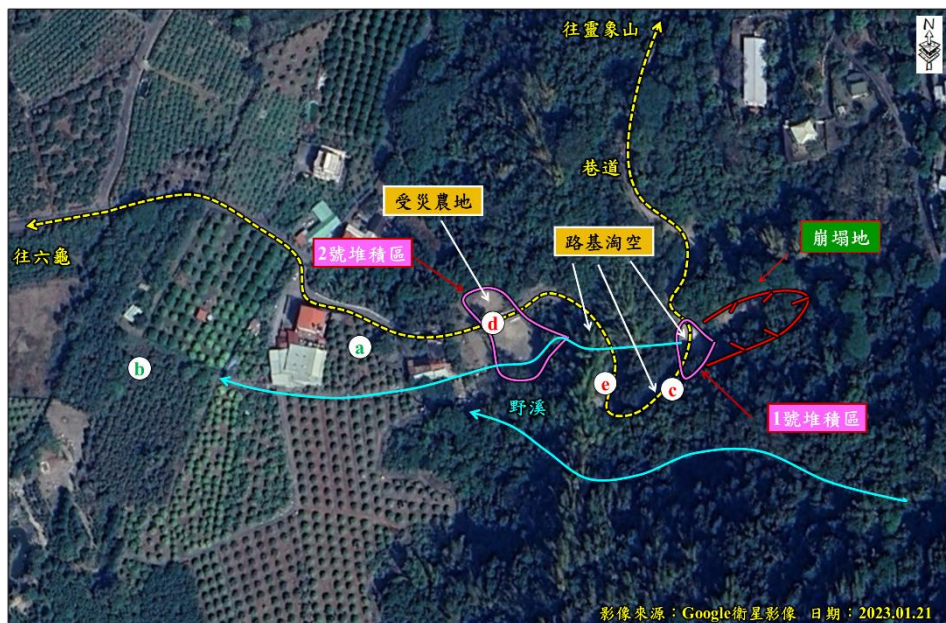 往靈象山
N
巷道
受災農地
崩塌地
路基淘空
2號堆積區
往六龜
d
a
b
e
c
野溪
1號堆積區
影像來源：Google衛星影像 日期：2023.01.21